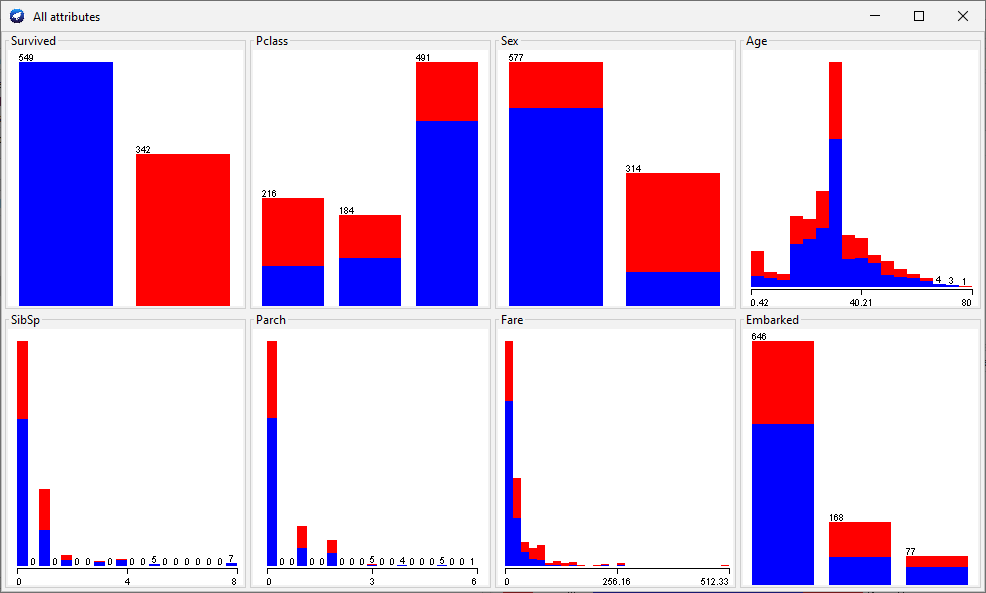 All attributes
Survived
549
342
Pclass
216
184
491
Sex
577
314
Age
4 3 1
0.42 40.21 80
SibSp
0 0 0 0 0 5 0 0 0 0 0 0 7
0 4 8
Parch
0 0 0 0 0 0 5 0 0 4 0 0 0 5 0 0 1
0 3 6
Fare
0 256.16 512.33
Embarked
646
168
77